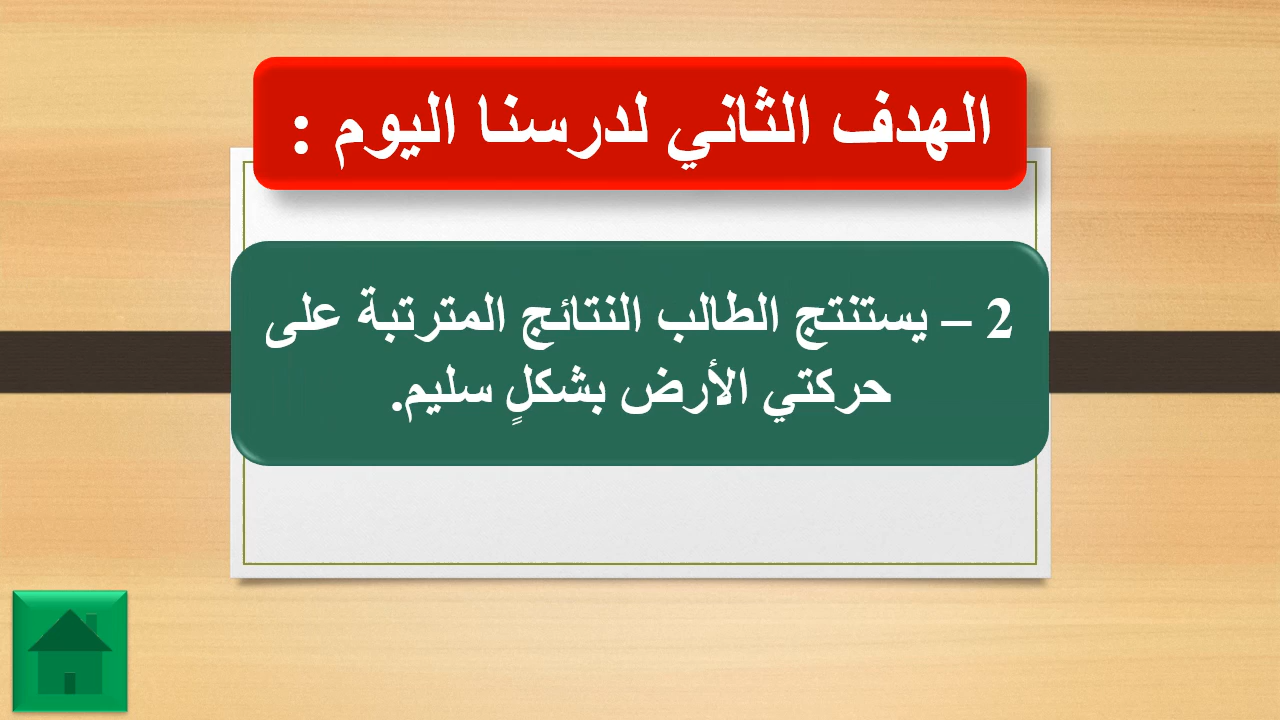 الهدف الثاني لدرسنا اليوم :
2 – يستنتج الطالب النتائج المترتبة على
حركتي الأرض بشكلٍ سليم.